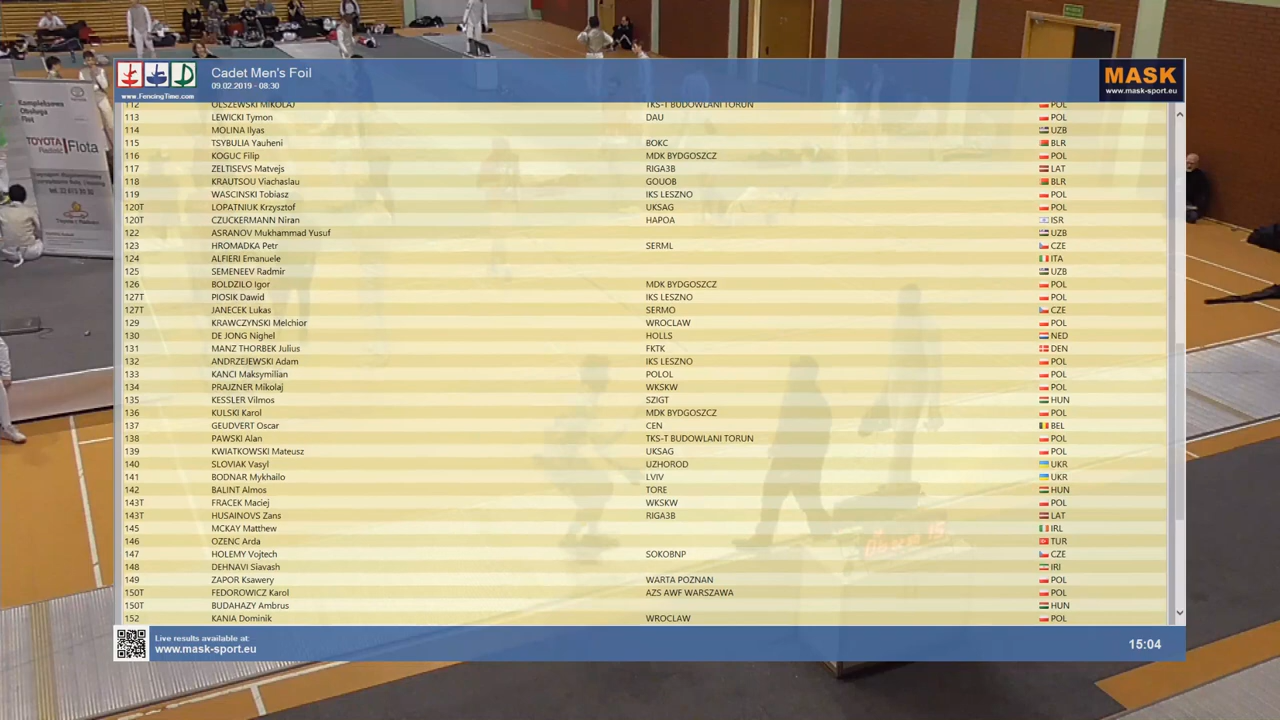 Cadet Men's Foil
09.02.2019 - 08:30
www.FencingTime.com
MASK
www.mask-sport.eu
112 OLSZEWSKI MIKOLAJ TKS-T BUDOWLANI TORUN POL
113 LEWICKI Tymon DAU POL
114 MOLINA Ilyas UZB
115 TSYBULIA Yauheni BOKC BLR
116 KOGUC Filip MDK BYDGOSZCZ POL
117 ZELTISEVS Matvejs RIGA3B LAT
118 KRAUTSOU Viachaslau GOUOB BLR
119 WASCINSKI Tobiasz IKS LESZNO POL
120T LOPATNIUK Krzysztof UKSAG POL
120T CZUCKERMANN Niran HAPOA ISR
122 ASRANOV Mukhammad Yusuf UZB
123 HROMADKA Petr SERML CZE
124 ALFIERI Emanuele ITA
125 SEMENEEV Radmir UZB
126 BOLDZILO Igor MDK BYDGOSZCZ POL
127T PIOSIK Dawid IKS LESZNO POL
127T JANECEK Lukas SERMO CZE
129 KRAWCZYNSKI Melchior WROCLAW POL
130 DE JONG Nighel HOLLS NED
131 MANZ THORBEK Julius FKTK DEN
132 ANDRZEJEWSKI Adam IKS LESZNO POL
133 KANCI Maksymilian POLOL POL
134 PRAJZNER Mikolaj WKSKW POL
135 KESSLER Vilmos SZIGT HUN
136 KULSKI Karol MDK BYDGOSZCZ POL
137 GEUDVERT Oscar CEN BEL
138 PAWSKI Alan TKS-T BUDOWLANI TORUN POL
139 KWIATKOWSKI Mateusz UKSAG POL
140 SLOVIAK Vasyl UZHOROD UKR
141 BODNAR Mykhailo LVIV UKR
142 BALINT Almos TORE HUN
143T FRACEK Maciej WKSKW POL
143T HUSAINOVS Zans RIGA3B LAT
145 MCKAY Matthew IRL
146 OZENC Arda TUR
147 HOLEMY Vojtech SOKOBNP CZE
148 DEHNAVI Siavash IRI
149 ZAPOR Ksawery WARTA POZNAN POL
150T FEDOROWICZ Karol AZS AWF WARSZAWA POL
150T BUDAHAZY Ambrus HUN
152 KANIA Dominik WROCLAW POL
Live results available at:
www.mask-sport.eu
15:04
Kompleksowa
Obsługa
Flot
TOYOTA Flota